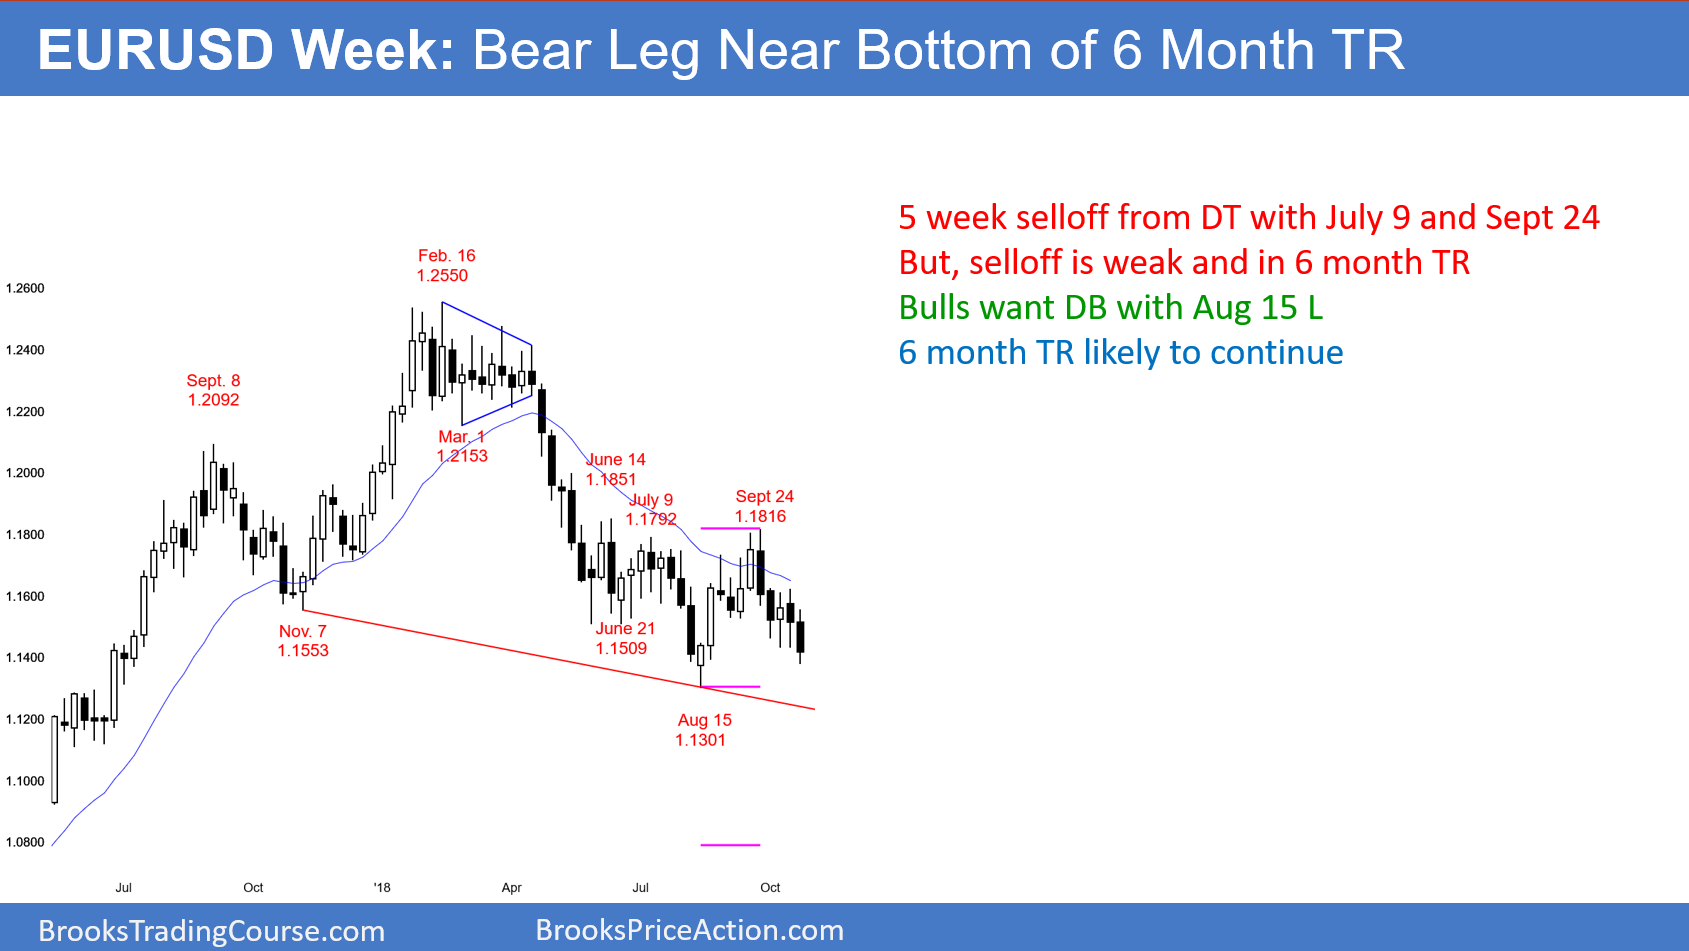 EURUSD Week: Bear Leg Near Bottom of 6 Month TR
5 week selloff from DT with July 9 and Sept 24
But, selloff is weak and in 6 month TR
Bulls want DB with Aug 15 L
6 month TR likely to continue
Feb. 16
1.2550
Sept. 8
1.2092
Mar. 1
1.2153
June 14
1.1851
July 9
1.1792
Sept 24
1.1816
Nov. 7
1.1553
June 21
1.1509
Aug 15
1.1301
1.2600
1.2400
1.2200
1.2000
1.1800
1.1600
1.1400
1.1200
1.1000
1.0800
Jul
Oct
'18
Apr
Jul
Oct
BrooksTradingCourse.com
BrooksPriceAction.com